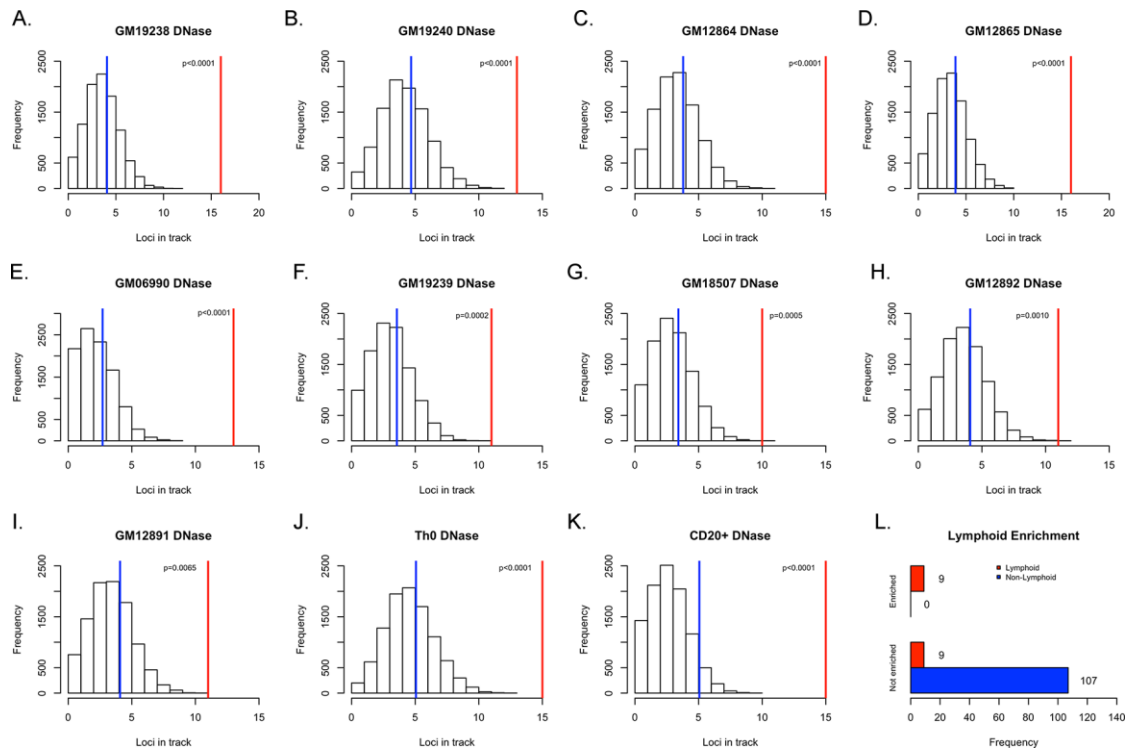 A.
GM19238 DNase
p<0.0001
Frequency
0 500 1500 2500
0 5 10 15 20
Loci in track
B.
GM19240 DNase
p<0.0001
Frequency
0 500 1500 2500
0 5 10 15
Loci in track
C.
GM12864 DNase
p<0.0001
Frequency
0 500 1500 2500
0 5 10 15
Loci in track
D.
GM12865 DNase
p<0.0001
Frequency
0 500 1500 2500
0 5 10 15 20
Loci in track
E.
GM06990 DNase
p<0.0001
Frequency
0 500 1500 2500
0 5 10 15
Loci in track
F.
GM19239 DNase
p=0.0002
Frequency
0 500 1500 2500
0 5 10 15
Loci in track
G.
GM18507 DNase
p=0.0005
Frequency
0 500 1500 2500
0 5 10 15
Loci in track
H.
GM12892 DNase
p=0.0010
Frequency
0 500 1500 2500
0 5 10 15
Loci in track
I.
GM12891 DNase
p=0.0065
Frequency
0 500 1500 2500
0 5 10 15
Loci in track
J.
Th0 DNase
p<0.0001
Frequency
0 500 1500 2500
0 5 10 15
Loci in track
K.
CD20+ DNase
p<0.0001
Frequency
0 500 1500 2500
0 5 10 15
Loci in track
L.
Lymphoid Enrichment
Lymphoid
Non-Lymphoid
Enriched
9
0
Not enriched
9
107
0 20 40 60 80 100 120 140
Frequency